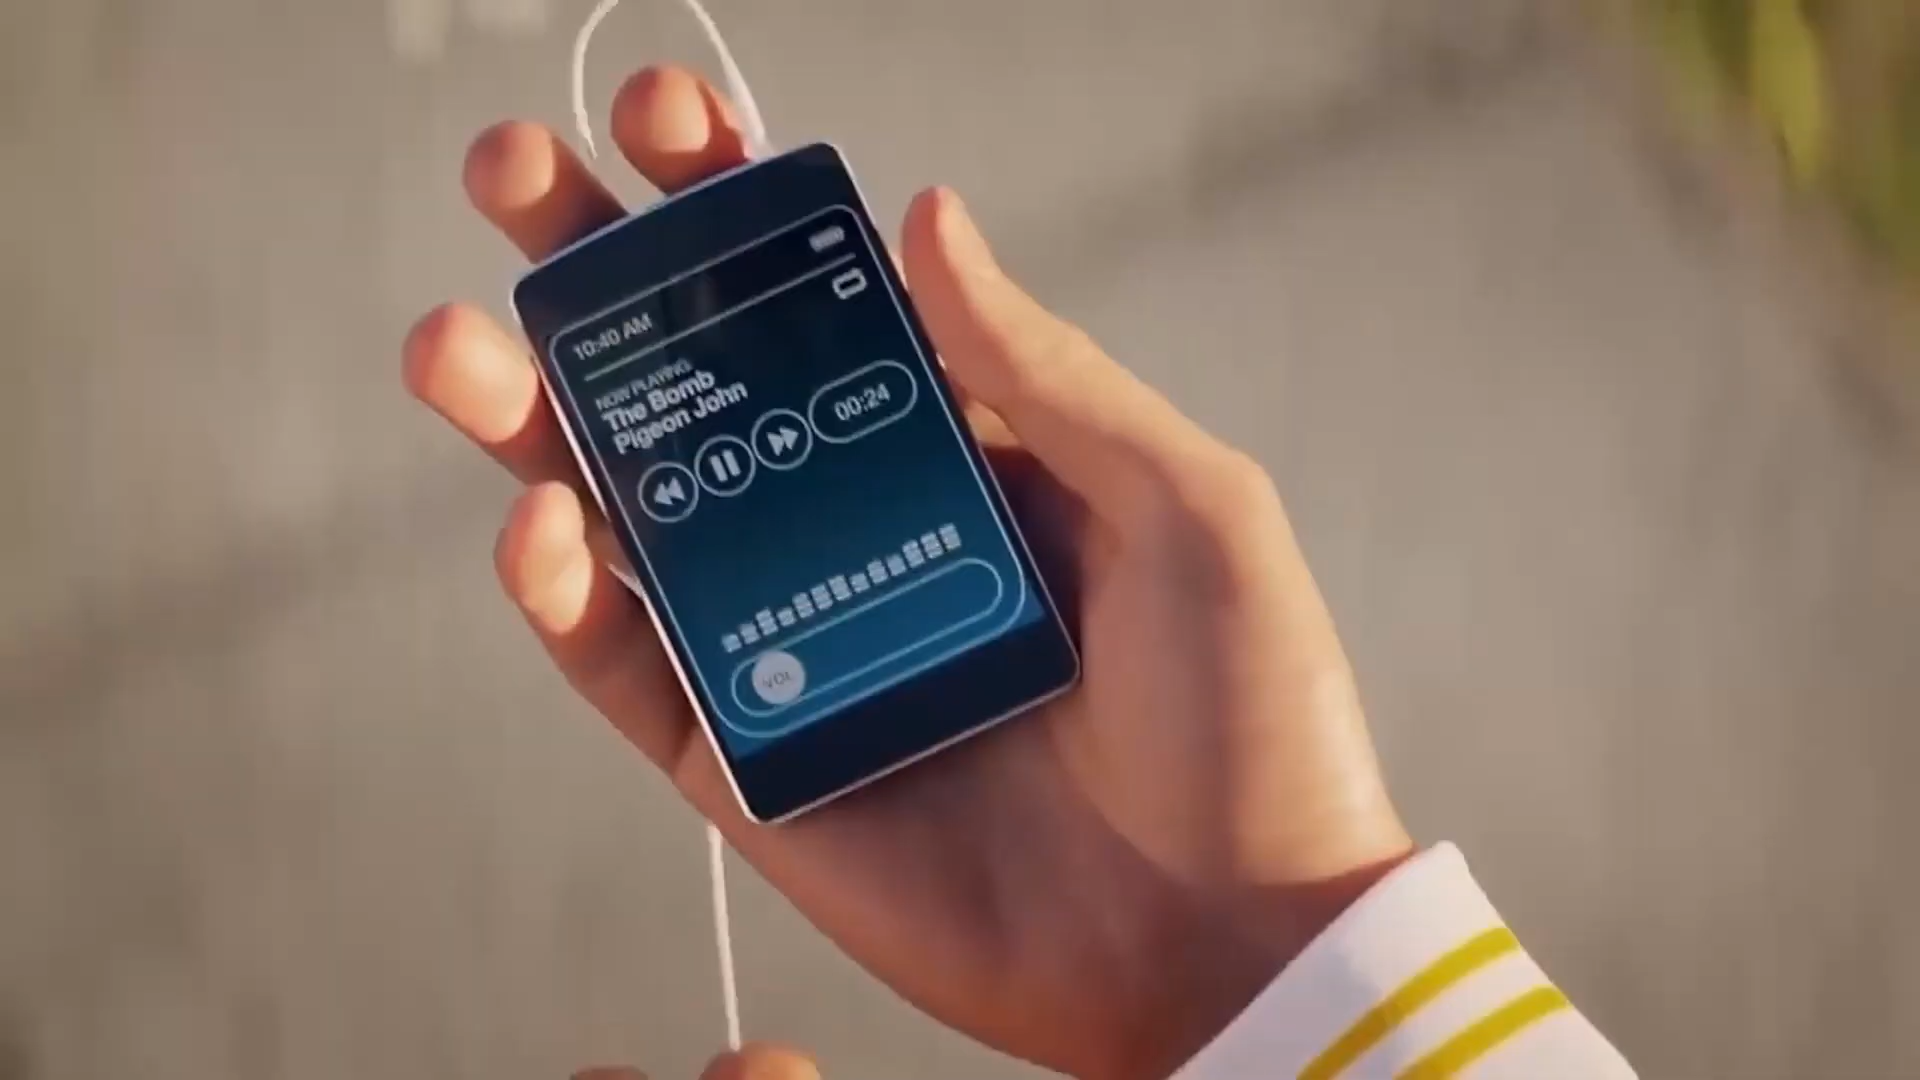 10:40 AM
NOW PLAYING:
The Bomb
Pigeon John
00:24
VOL